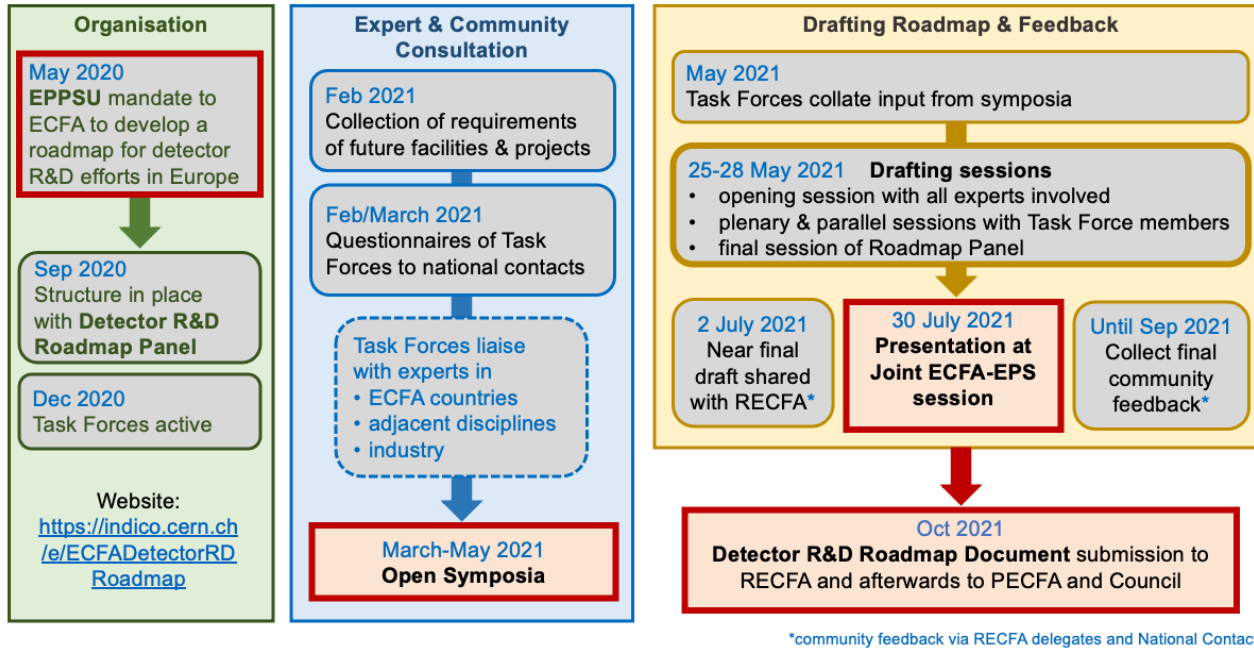 Organisation
May 2020
EPPSU mandate to
ECFA to develop a
roadmap for detector
R&D efforts in Europe
Sep 2020
Structure in place
with Detector R&D
Roadmap Panel
Dec 2020
Task Forces active
Website:
https://indico.cern.ch
/e/ECFADetectorRD
Roadmap
Expert & Community
Consultation
Feb 2021
Collection of requirements
of future facilities & projects
Feb/March 2021
Questionnaires of Task
Forces to national contacts
Task Forces liaise
with experts in
• ECFA countries
• adjacent disciplines
• industry
March-May 2021
Open Symposia
Drafting Roadmap & Feedback
May 2021
Task Forces collate input from symposia
25-28 May 2021 Drafting sessions
• opening session with all experts involved
• plenary & parallel sessions with Task Force members
• final session of Roadmap Panel
2 July 2021
Near final
draft shared
with RECFA*
30 July 2021
Presentation at
Joint ECFA-EPS
session
Until Sep 2021
Collect final
community
feedback*
Oct 2021
Detector R&D Roadmap Document submission to
RECFA and afterwards to PECFA and Council
*community feedback via RECFA delegates and National Contac